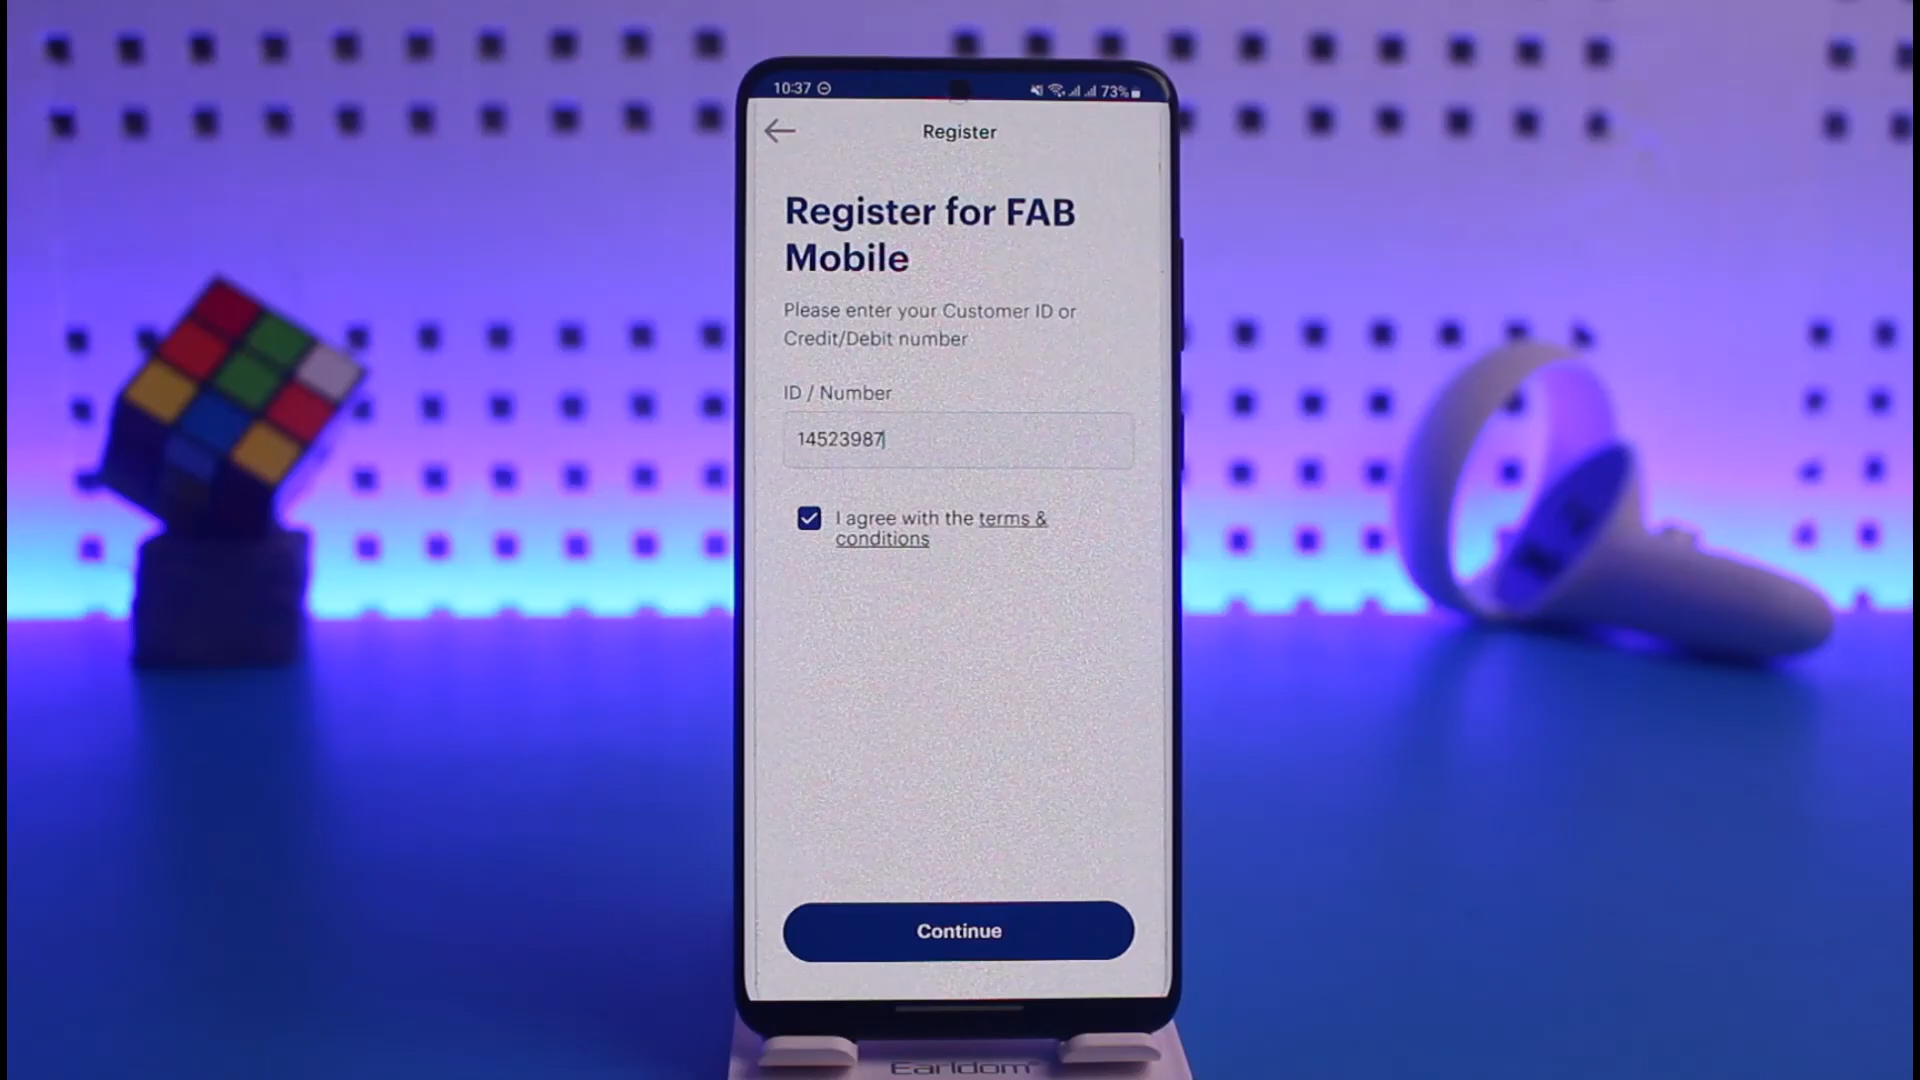 10:37
73%
Register
Register for FAB
Mobile
Please enter your Customer ID or
Credit/Debit number
ID / Number
14523987
I agree with the terms &
conditions
Continue
Earldom